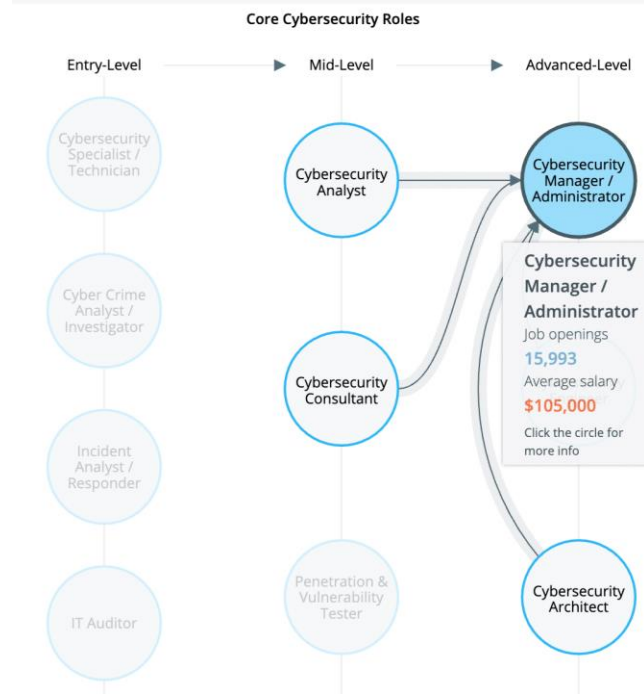 Core Cybersecurity Roles
Entry-Level
Mid-Level
Advanced-Level
Cybersecurity
Specialist /
Technician
Cybersecurity
Analyst
Cybersecurity
Manager /
Administrator
Cybersecurity
Manager /
Administrator
Job openings
15,993
Average salary
$105,000
Click the circle for
more info
Cyber Crime
Analyst /
Investigator
Cybersecurity
Consultant
Incident
Analyst /
Responder
IT Auditor
Penetration &
Vulnerability
Tester
Cybersecurity
Architect